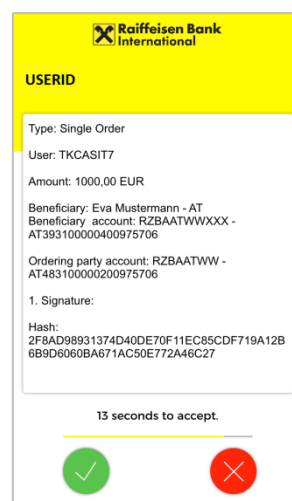 Raiffeisen Bank
International
USERID
Type: Single Order
User: TKCASIT7
Amount: 1000,00 EUR
Beneficiary: Eva Mustermann - AT
Beneficiary  account: RZBAATWWXXX -
AT393100000400975706
Ordering party account: RZBAATWW -
AT483100000200975706
1. Signature:
Hash:
2F8AD98931374D40DE70F11EC85CDF719A12B
6B9D6060BA671AC50E772A46C27
13 seconds to accept.